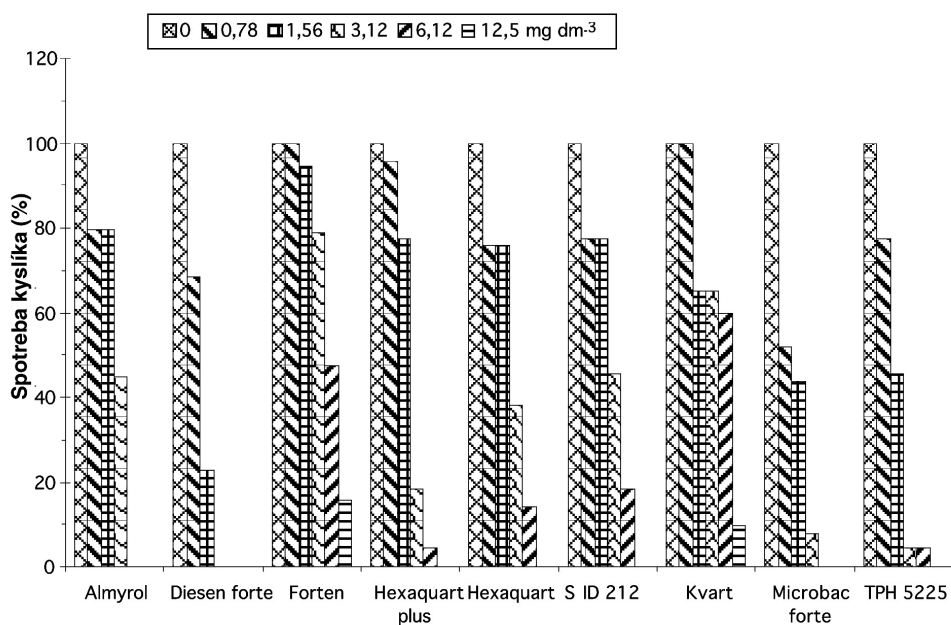 0 0,78 1,56 3,12 6,12 12,5 mg dm-3
120
100
80
60
40
20
0
Spotreba kyslíka (%)
Almyrol Diesen forte Forten Hexaquart plus Hexaquart S ID 212 Kvart Microbac forte TPH 5225